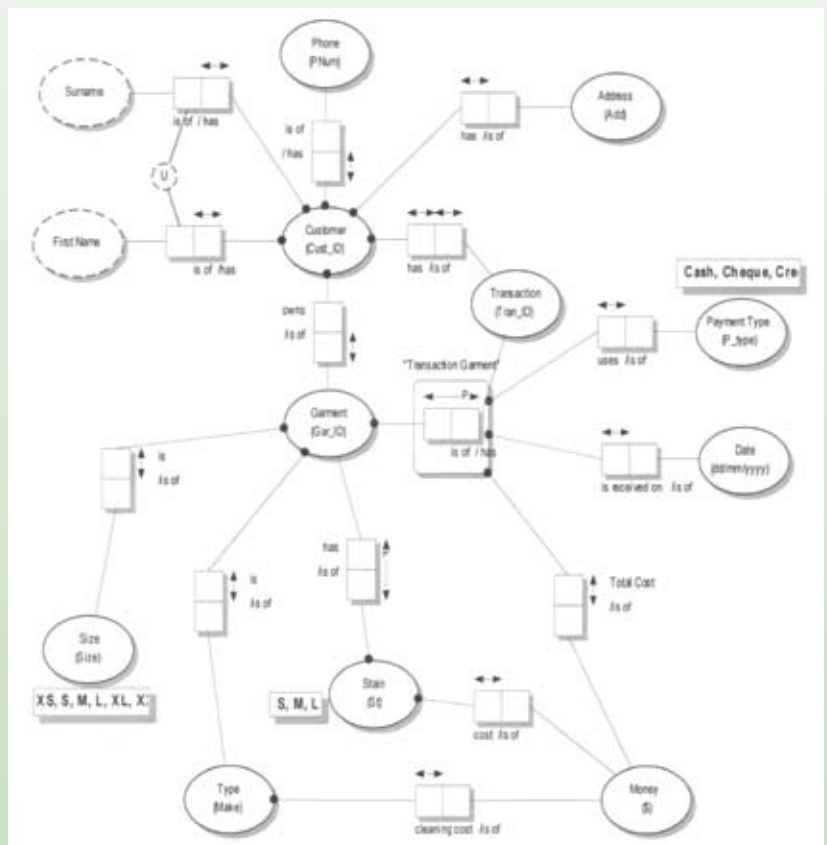 Phone
(PNum)
Surname
is of / has
is of
/ has
has /is of
Address
(Add)
U
First Name
is of /has
Customer
(Cust_ID)
has /is of
Transaction
(Tran_ID)
Cash, Cheque, Cre
Payment Type
(P_type)
uses /is of
owns
/is of
"Transaction Garment"
P
is of / has
Garment
(Gar_ID)
Date
(dd/mm/yyyy)
is received on /is of
is
/is of
has
/is of
is
/is of
Total Cost
/is of
Size
(Size)
XS, S, M, L, XL, X
S, M, L
Stain
(St)
cost /is of
Type
(Make)
cleaning cost /is of
Money
($)